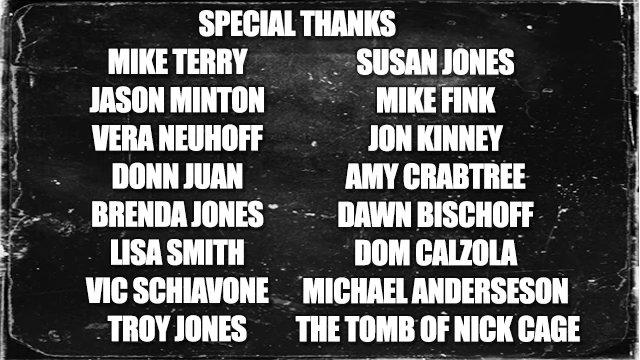 SPECIAL THANKS
MIKE TERRY
SUSAN JONES
JASON MINTON
MIKE FINK
VERA NEUHOFF
JON KINNEY
DONN JUAN
AMY CRABTREE
BRENDA JONES
DAWN BISCHOFF
LISA SMITH
DOM CALZOLA
VIC SCHIAVONE
MICHAEL ANDERSESON
TROY JONES
THE TOMB OF NICK CAGE